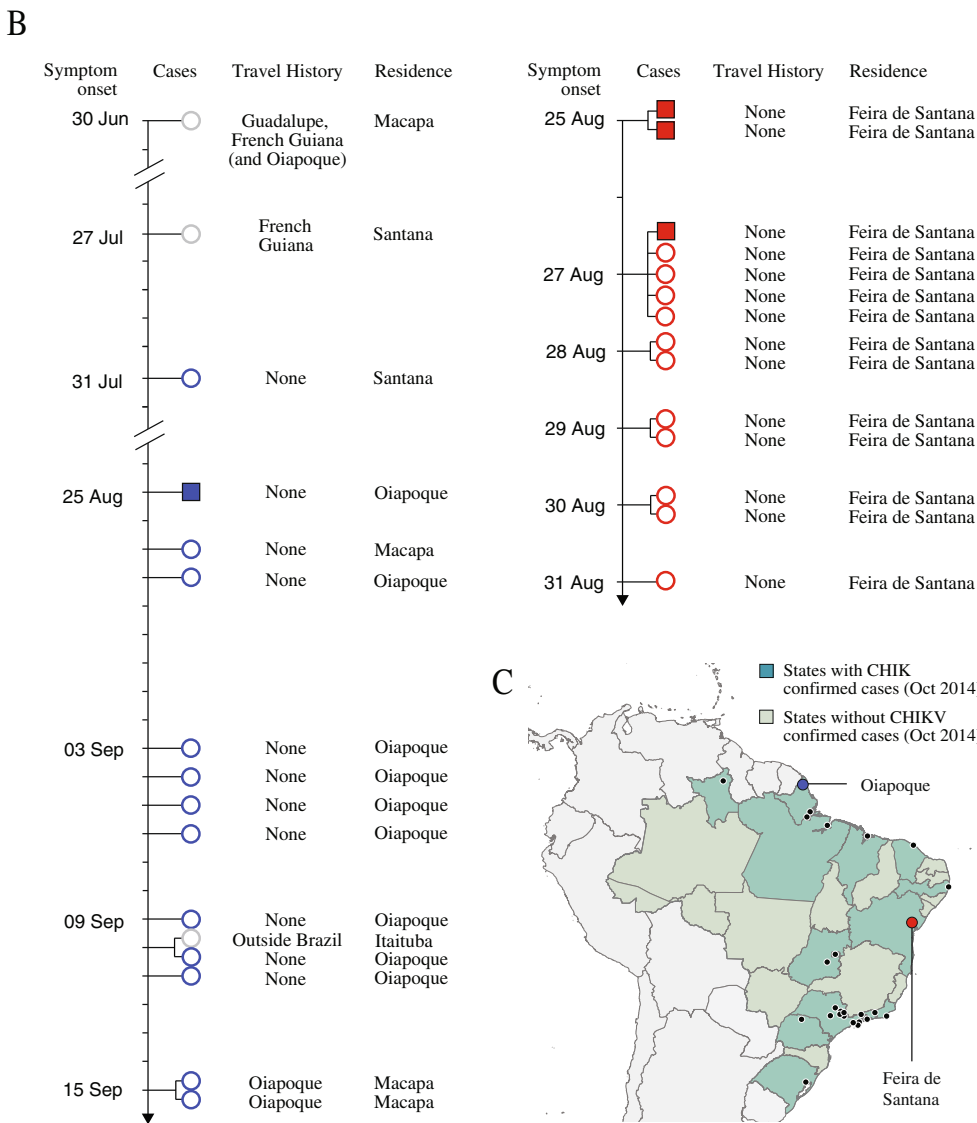 B
Symptom onset Cases Travel History Residence
30 Jun Guadalupe, Macapa
French Guiana
(and Oiapoque)
27 Jul French Guiana Santana
31 Jul None Santana
25 Aug None Oiapoque
None Macapa
None Oiapoque
03 Sep None Oiapoque
None Oiapoque
None Oiapoque
None Oiapoque
09 Sep None Oiapoque
Outside Brazil Itaituba
None Oiapoque
None Oiapoque
15 Sep Oiapoque Macapa
Oiapoque Macapa
Symptom onset Cases Travel History Residence
25 Aug None Feira de Santana
None Feira de Santana
None Feira de Santana
None Feira de Santana
27 Aug None Feira de Santana
None Feira de Santana
None Feira de Santana
28 Aug None Feira de Santana
None Feira de Santana
29 Aug None Feira de Santana
None Feira de Santana
30 Aug None Feira de Santana
None Feira de Santana
31 Aug None Feira de Santana
C
States with CHIK
confirmed cases (Oct 2014)
States without CHIKV
confirmed cases (Oct 2014)
Oiapoque
Feira de
Santana